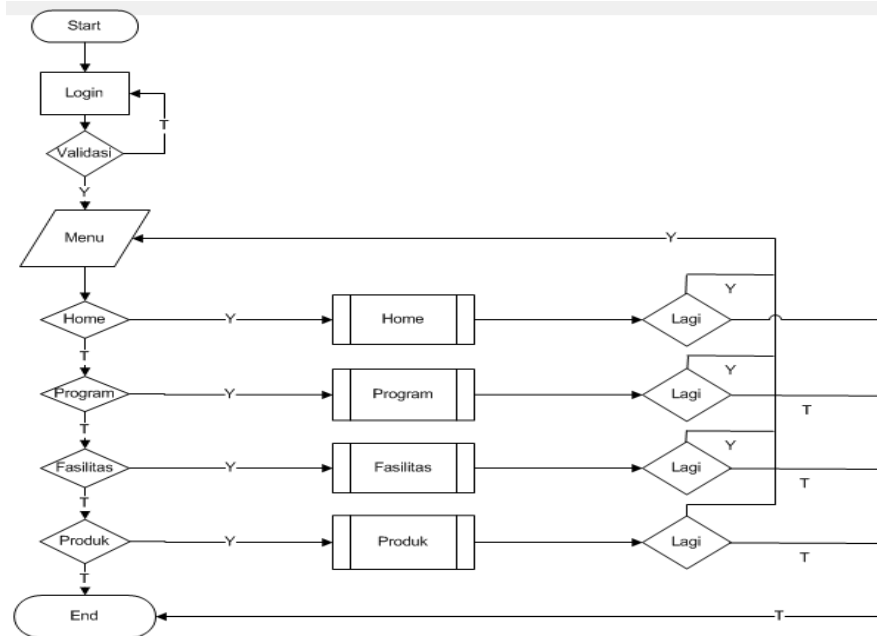 Start
Login
T
Validasi
Y
Menu
Y
Home
Y
Home
Lagi
Y
T
Program
Y
Program
Lagi
Y
T
T
Fasilitas
Y
Fasilitas
Lagi
Y
T
T
Produk
Y
Produk
Lagi
T
T
End
T